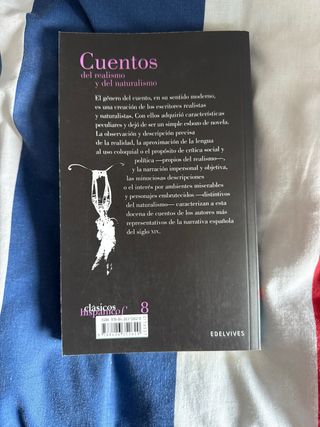 Cuentos
del realismo
y del naturalismo
El género del cuento, en su sentido moderno,
es una creación de los escritores realistas
y naturalistas. Con ellos adquirió características
peculiares y dejó de ser un simple esbozo de novela.
La observación y descripción precisa
de la realidad, la aproximación de la lengua
al uso coloquial o el propósito de crítica social y
política —propios del realismo—,
y la narración impersonal y objetiva,
las minuciosas descripciones
o el interés por ambientes miserables
y personajes embrutecidos —distintivos
del naturalismo— caracterizan a esta
docena de cuentos de los autores más
representativos de la narrativa española
del siglo XIX.
clásicos
hispánicos
8
EDELVIVES